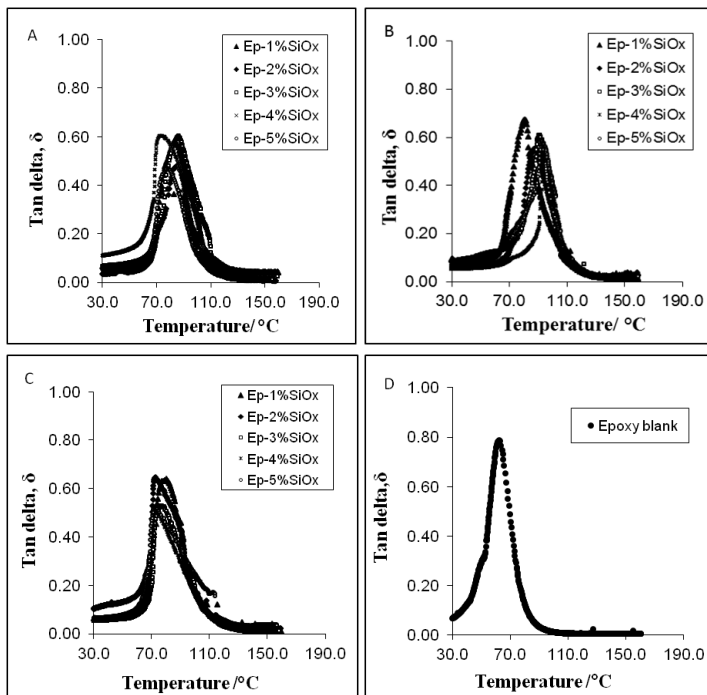 A
Tan delta, δ
1.00
0.80
0.60
0.40
0.20
0.00
Ep-1%SiOx
Ep-2%SiOx
Ep-3%SiOx
Ep-4%SiOx
Ep-5%SiOx
30.0 70.0 110.0 150.0 190.0
Temperature/ °C
B
Tan delta, δ
1.00
0.80
0.60
0.40
0.20
0.00
Ep-1%SiOx
Ep-2%SiOx
Ep-3%SiOx
Ep-4%SiOx
Ep-5%SiOx
30.0 70.0 110.0 150.0 190.0
Temperature/ °C
C
Tan delta, δ
1.00
0.80
0.60
0.40
0.20
0.00
Ep-1%SiOx
Ep-2%SiOx
Ep-3%SiOx
Ep-4%SiOx
Ep-5%SiOx
30.0 70.0 110.0 150.0 190.0
Temperature /°C
D
Tan delta,δ
1.00
0.80
0.60
0.40
0.20
0.00
Epoxy blank
30.0 70.0 110.0 150.0 190.0
Temperature /°C